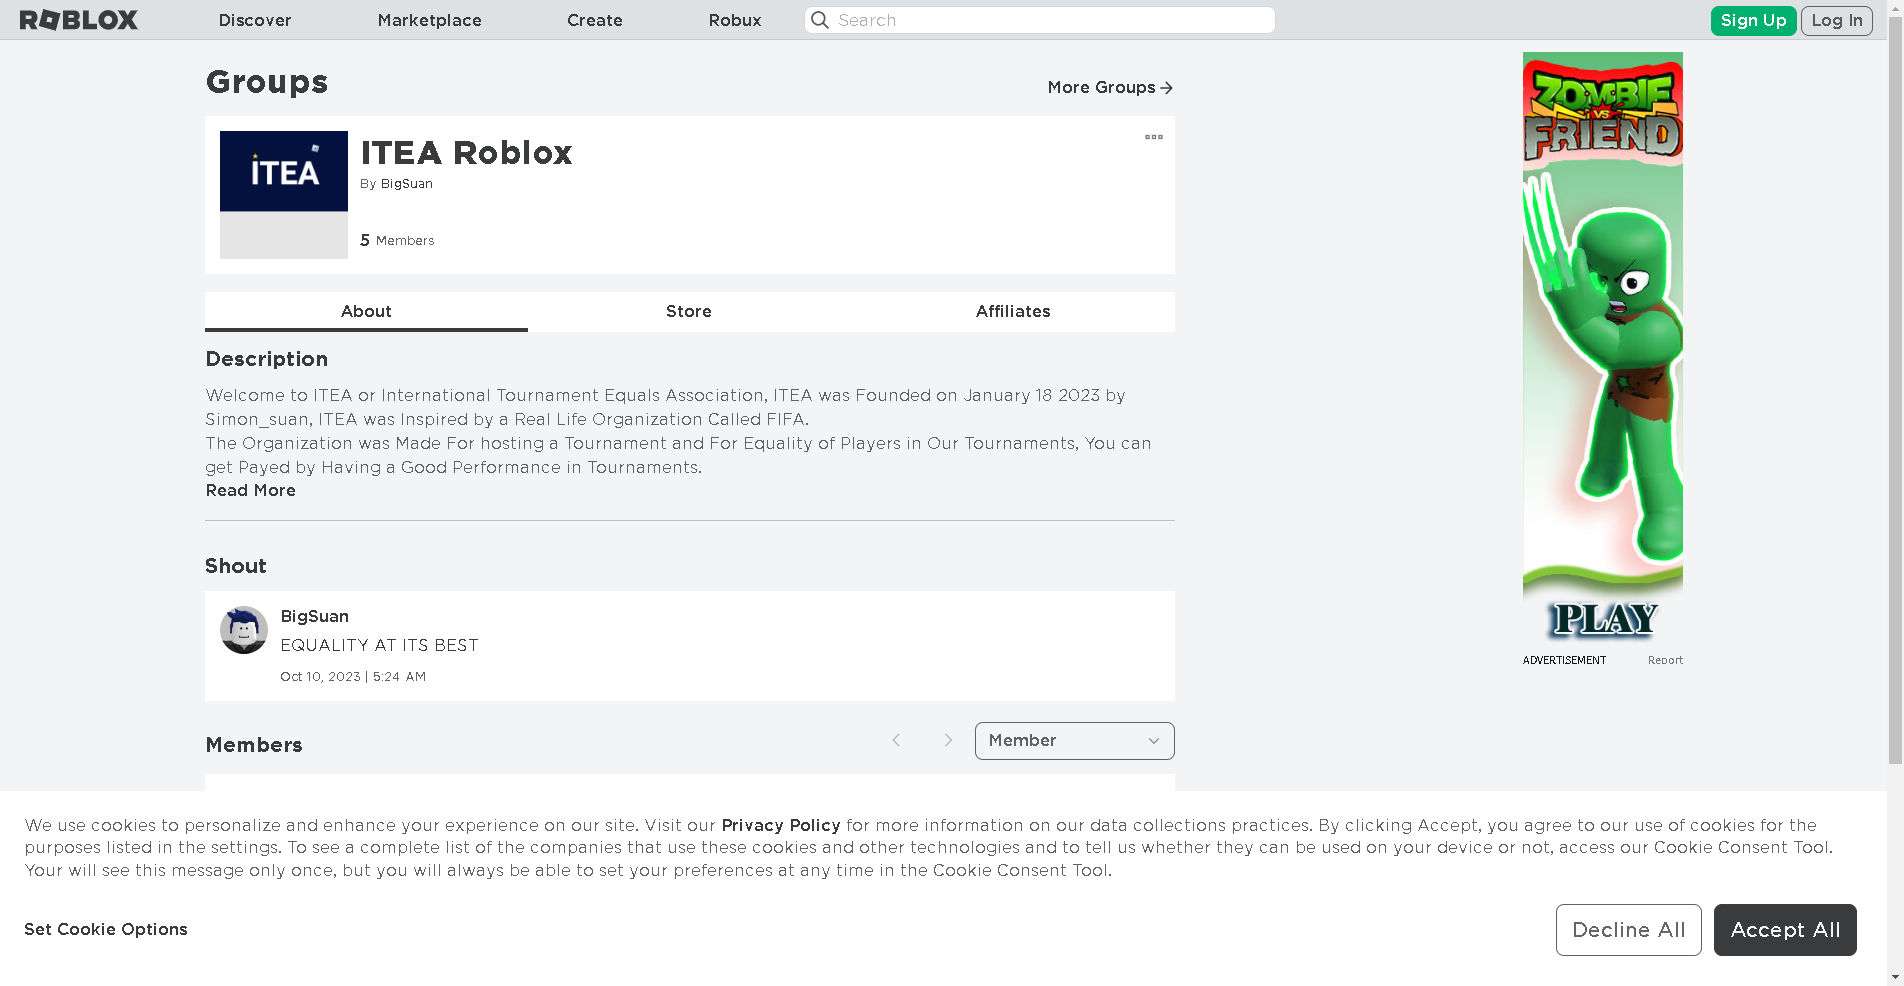 ROBLOX
Discover
Marketplace
Create
Robux
Search
Sign Up
Log In
Groups
More Groups
ITEA
ITEA Roblox
By BigSuan
5 Members
About
Store
Affiliates
Description
Welcome to ITEA or International Tournament Equals Association, ITEA was Founded on January 18 2023 by
Simon_suan, ITEA was Inspired by a Real Life Organization Called FIFA.
The Organization was Made For hosting a Tournament and For Equality of Players in Our Tournaments, You can
get Payed by Having a Good Performance in Tournaments.
Read More
Shout
BigSuan
EQUALITY AT ITS BEST
Oct 10, 2023 | 5:24 AM
Members
Member
ZOMBIE
VS
FRIEND
PLAY
ADVERTISEMENT
Report
We use cookies to personalize and enhance your experience on our site. Visit our Privacy Policy for more information on our data collections practices. By clicking Accept, you agree to our use of cookies for the
purposes listed in the settings. To see a complete list of the companies that use these cookies and other technologies and to tell us whether they can be used on your device or not, access our Cookie Consent Tool.
Your will see this message only once, but you will always be able to set your preferences at any time in the Cookie Consent Tool.
Set Cookie Options
Decline All
Accept All